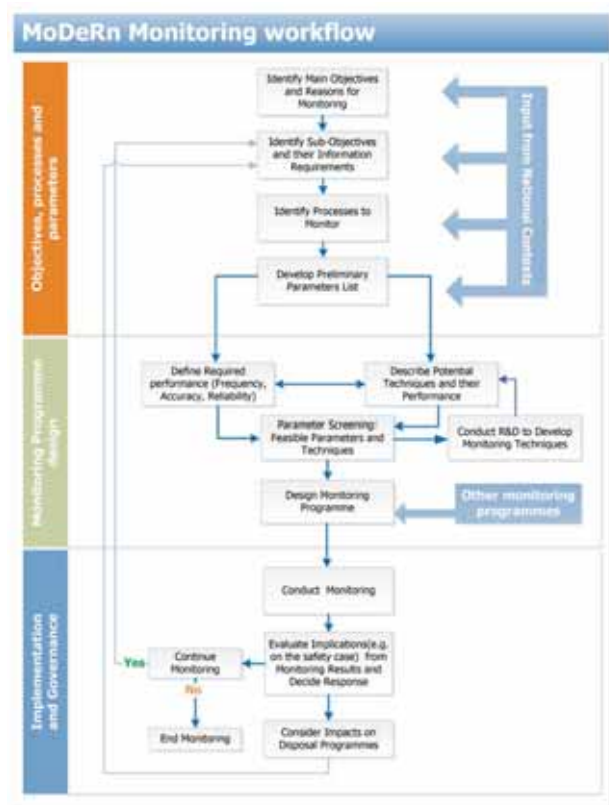 MoDeRn Monitoring workflow
Objectives, processes and
parameters
Identify Main Objectives
and Reasons for
Monitoring
Identify Sub-Objectives
and their Information
Requirements
Identify Processes to
Monitor
Develop Preliminary
Parameters List
Input from National Contexts
Monitoring Programme
design
Define Required
performance (Frequency,
Accuracy, Reliability)
Describe Potential
Techniques and their
Performance
Parameter Screening:
Feasible Parameters and
Techniques
Conduct R&D to Develop
Monitoring Techniques
Design Monitoring
Programme
Other monitoring
programmes
Implementation
and Governance
Conduct Monitoring
Evaluate Implications(e.g.
on the safety case) from
Monitoring Results and
Decide Response
Continue
Monitoring
Yes
No
End Monitoring
Consider Impacts on
Disposal Programmes